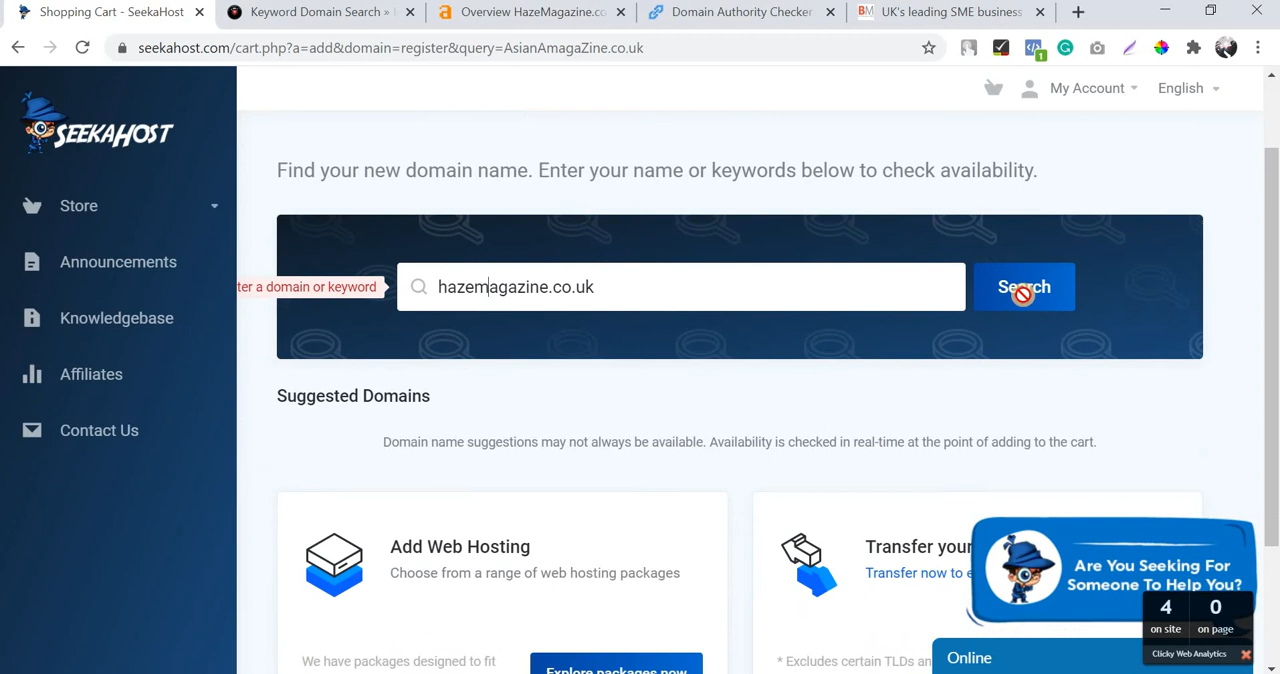 Shopping Cart - SeekaHost
Keyword Domain Search »
Overview HazeMagazine.co
Domain Authority Checker
BM UK's leading SME business
seekahost.com/cart.php?a=add&domain=register&query=AsianAmagaZine.co.uk
1
SEEKAHOST
My Account
English
Find your new domain name. Enter your name or keywords below to check availability.
Store
ter a domain or keyword
hazemagazine.co.uk
Search
Announcements
Knowledgebase
Affiliates
Contact Us
Suggested Domains
Domain name suggestions may not always be available. Availability is checked in real-time at the point of adding to the cart.
Add Web Hosting
Choose from a range of web hosting packages
Transfer your
Transfer now to e
Are You Seeking For
Someone To Help You?
4
0
on site
on page
Clicky Web Analytics
We have packages designed to fit
Explore packages now
* Excludes certain TLDs an
Online